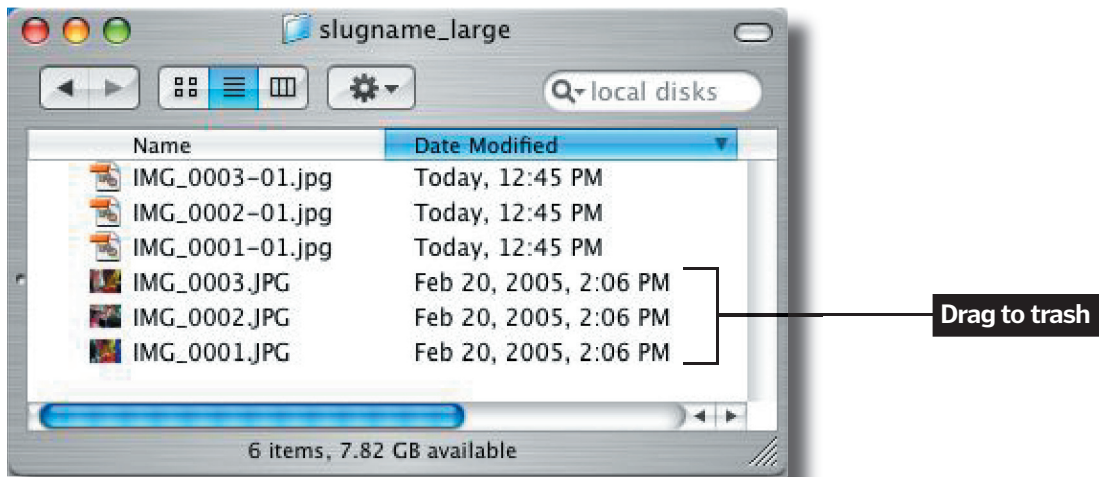 slugname_large
local disks
Name Date Modified
IMG_0003-01.jpg Today, 12:45 PM
IMG_0002-01.jpg Today, 12:45 PM
IMG_0001-01.jpg Today, 12:45 PM
IMG_0003.JPG Feb 20, 2005, 2:06 PM
IMG_0002.JPG Feb 20, 2005, 2:06 PM
Drag to trash
IMG_0001.JPG Feb 20, 2005, 2:06 PM
6 items, 7.82 GB available